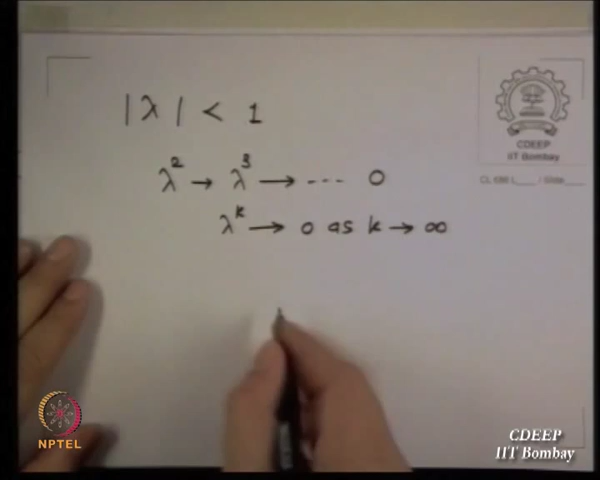 |λ| < 1
λ² → λ³ → ---- 0
λᵏ → 0 as k → ∞
CDEEP
IIT Bombay
NPTEL
CDEEP
IIT Bombay